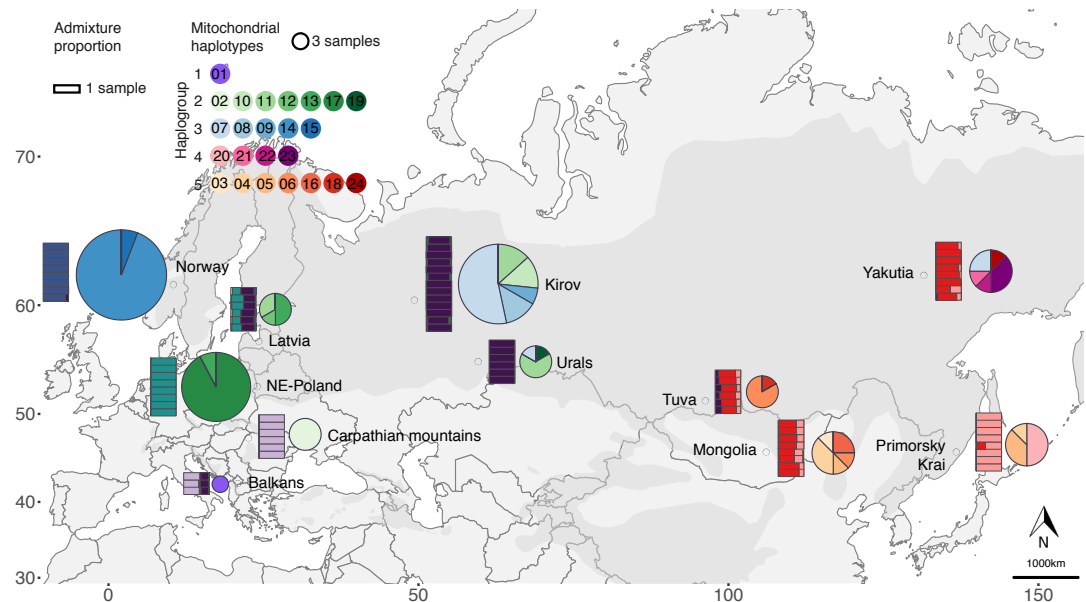 Admixture
proportion
1 sample
Mitochondrial
haplotypes
3 samples
Haplogroup
1 01
2 02 10 11 12 13 17 19
3 07 08 09 14 15
4 20 21 22 23
5 03 04 05 06 16 18 24
70
60
50
40
30
Norway
Kirov
Yakutia
Latvia
Urals
NE-Poland
Tuva
Carpathian mountains
Mongolia
Primorsky
Krai
Balkans
N
1000km
0 50 100 150